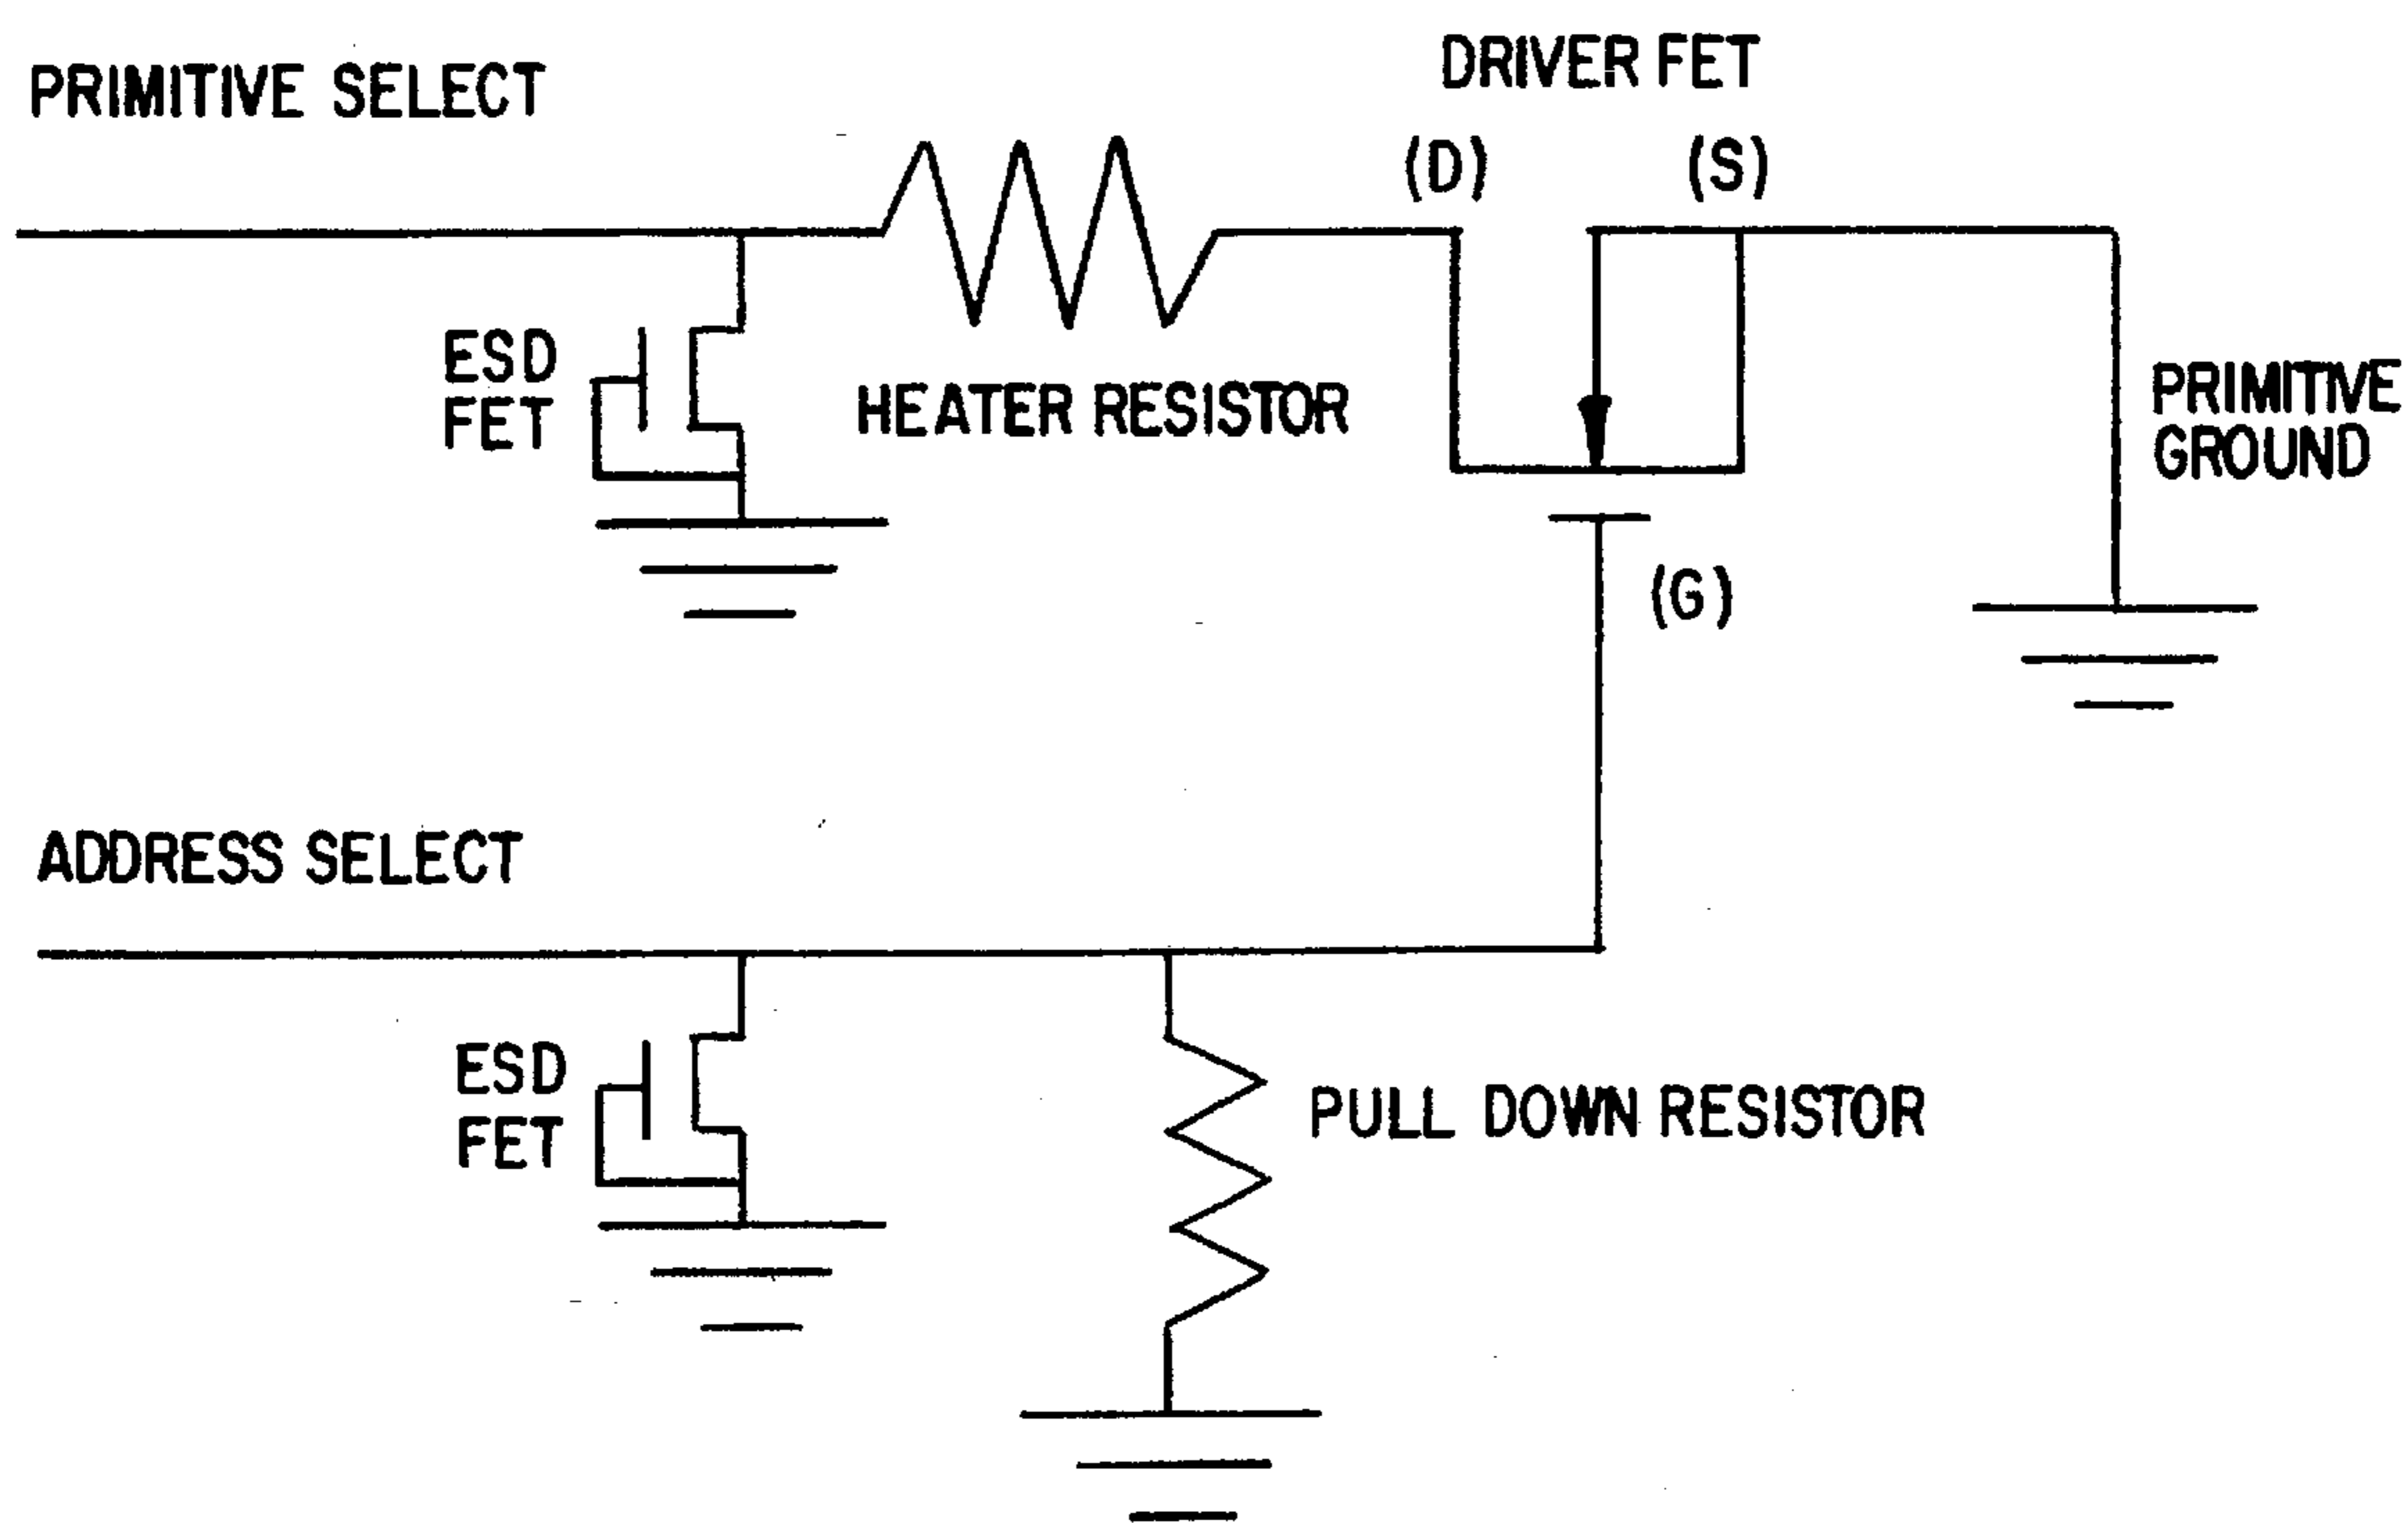 PRIMITIVE SELECT
DRIVER FET
(D)
(S)
ESD
FET
HEATER RESISTOR
PRIMITIVE
GROUND
(G)
ADDRESS SELECT
ESD
FET
PULL DOWN RESISTOR